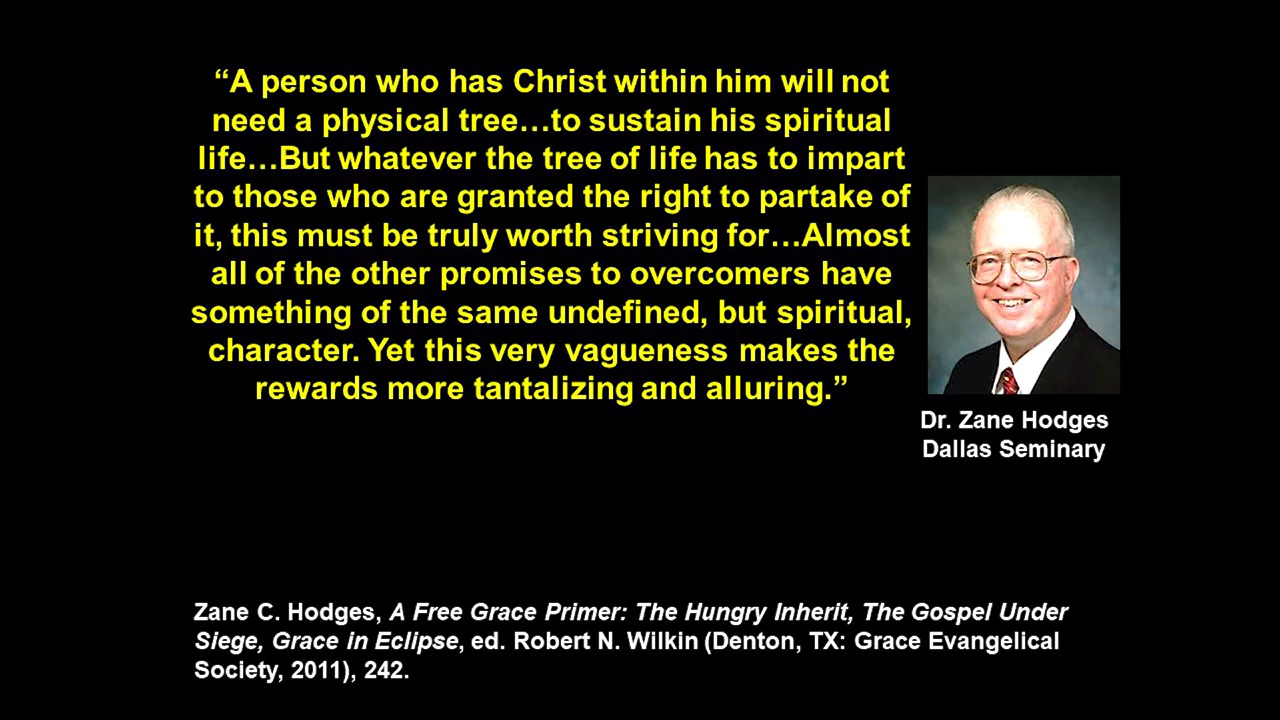 “A person who has Christ within him will not
need a physical tree…to sustain his spiritual
life…But whatever the tree of life has to impart
to those who are granted the right to partake of
it, this must be truly worth striving for…Almost
all of the other promises to overcomers have
something of the same undefined, but spiritual,
character. Yet this very vagueness makes the
rewards more tantalizing and alluring.”
Dr. Zane Hodges
Dallas Seminary
Zane C. Hodges, A Free Grace Primer: The Hungry Inherit, The Gospel Under
Siege, Grace in Eclipse, ed. Robert N. Wilkin (Denton, TX: Grace Evangelical
Society, 2011), 242.